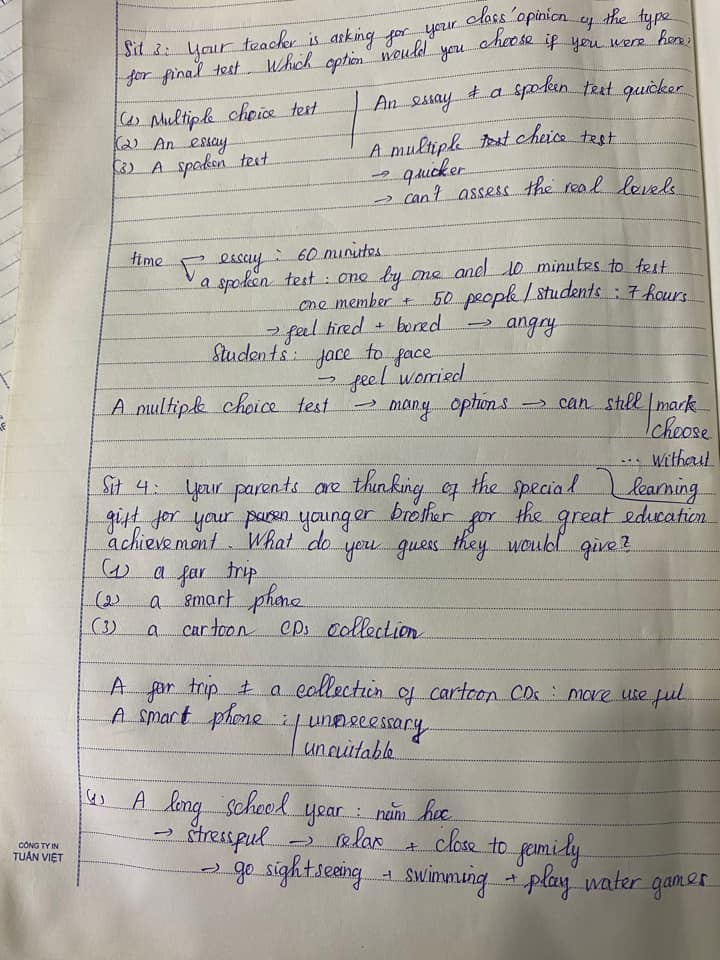 Sit 3: Your teacher is asking for your class' opinion of the type
for final test. Which option would you choose if you were here?
(1) Multiple choice test
(2) An essay
(3) A spoken test
An essay ≠ a spoken test quicker
A multiple choice test
→ quicker
→ can't assess the real levels
time
essay : 60 minutes
a spoken test : one by one and 10 minutes to test
one member + 50 people / students : 7 hours
→ feel tired + bored → angry
Students : face to face
→ feel worried
A multiple choice test → many options → can still mark
choose
... without
learning
Sit 4 : Your parents are thinking of the special
gift for your younger brother for the great education
achievement. What do you guess they would give?
(1) a far trip
(2) a smart phone
(3) a cartoon CDs collection
A far trip ≠ a collection of cartoon CDs : more useful
A smart phone : unnecessary
unsuitable
(1) A long school year : năm học
→ stressful → relax + close to family
→ go sightseeing + swimming + play water games
CÔNG TY IN
TUẤN VIỆT